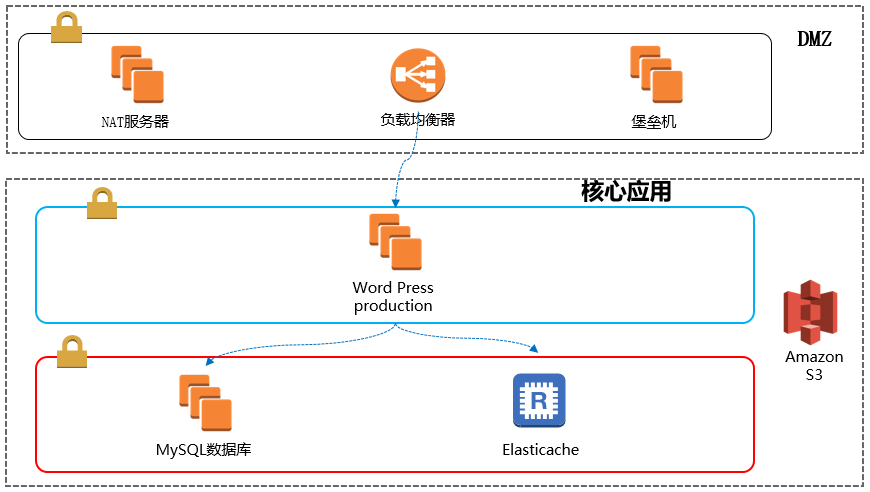 DMZ
NAT服务器
负载均衡器
堡垒机
核心应用
Word Press
production
Amazon
S3
R
MySQL数据库
Elasticache